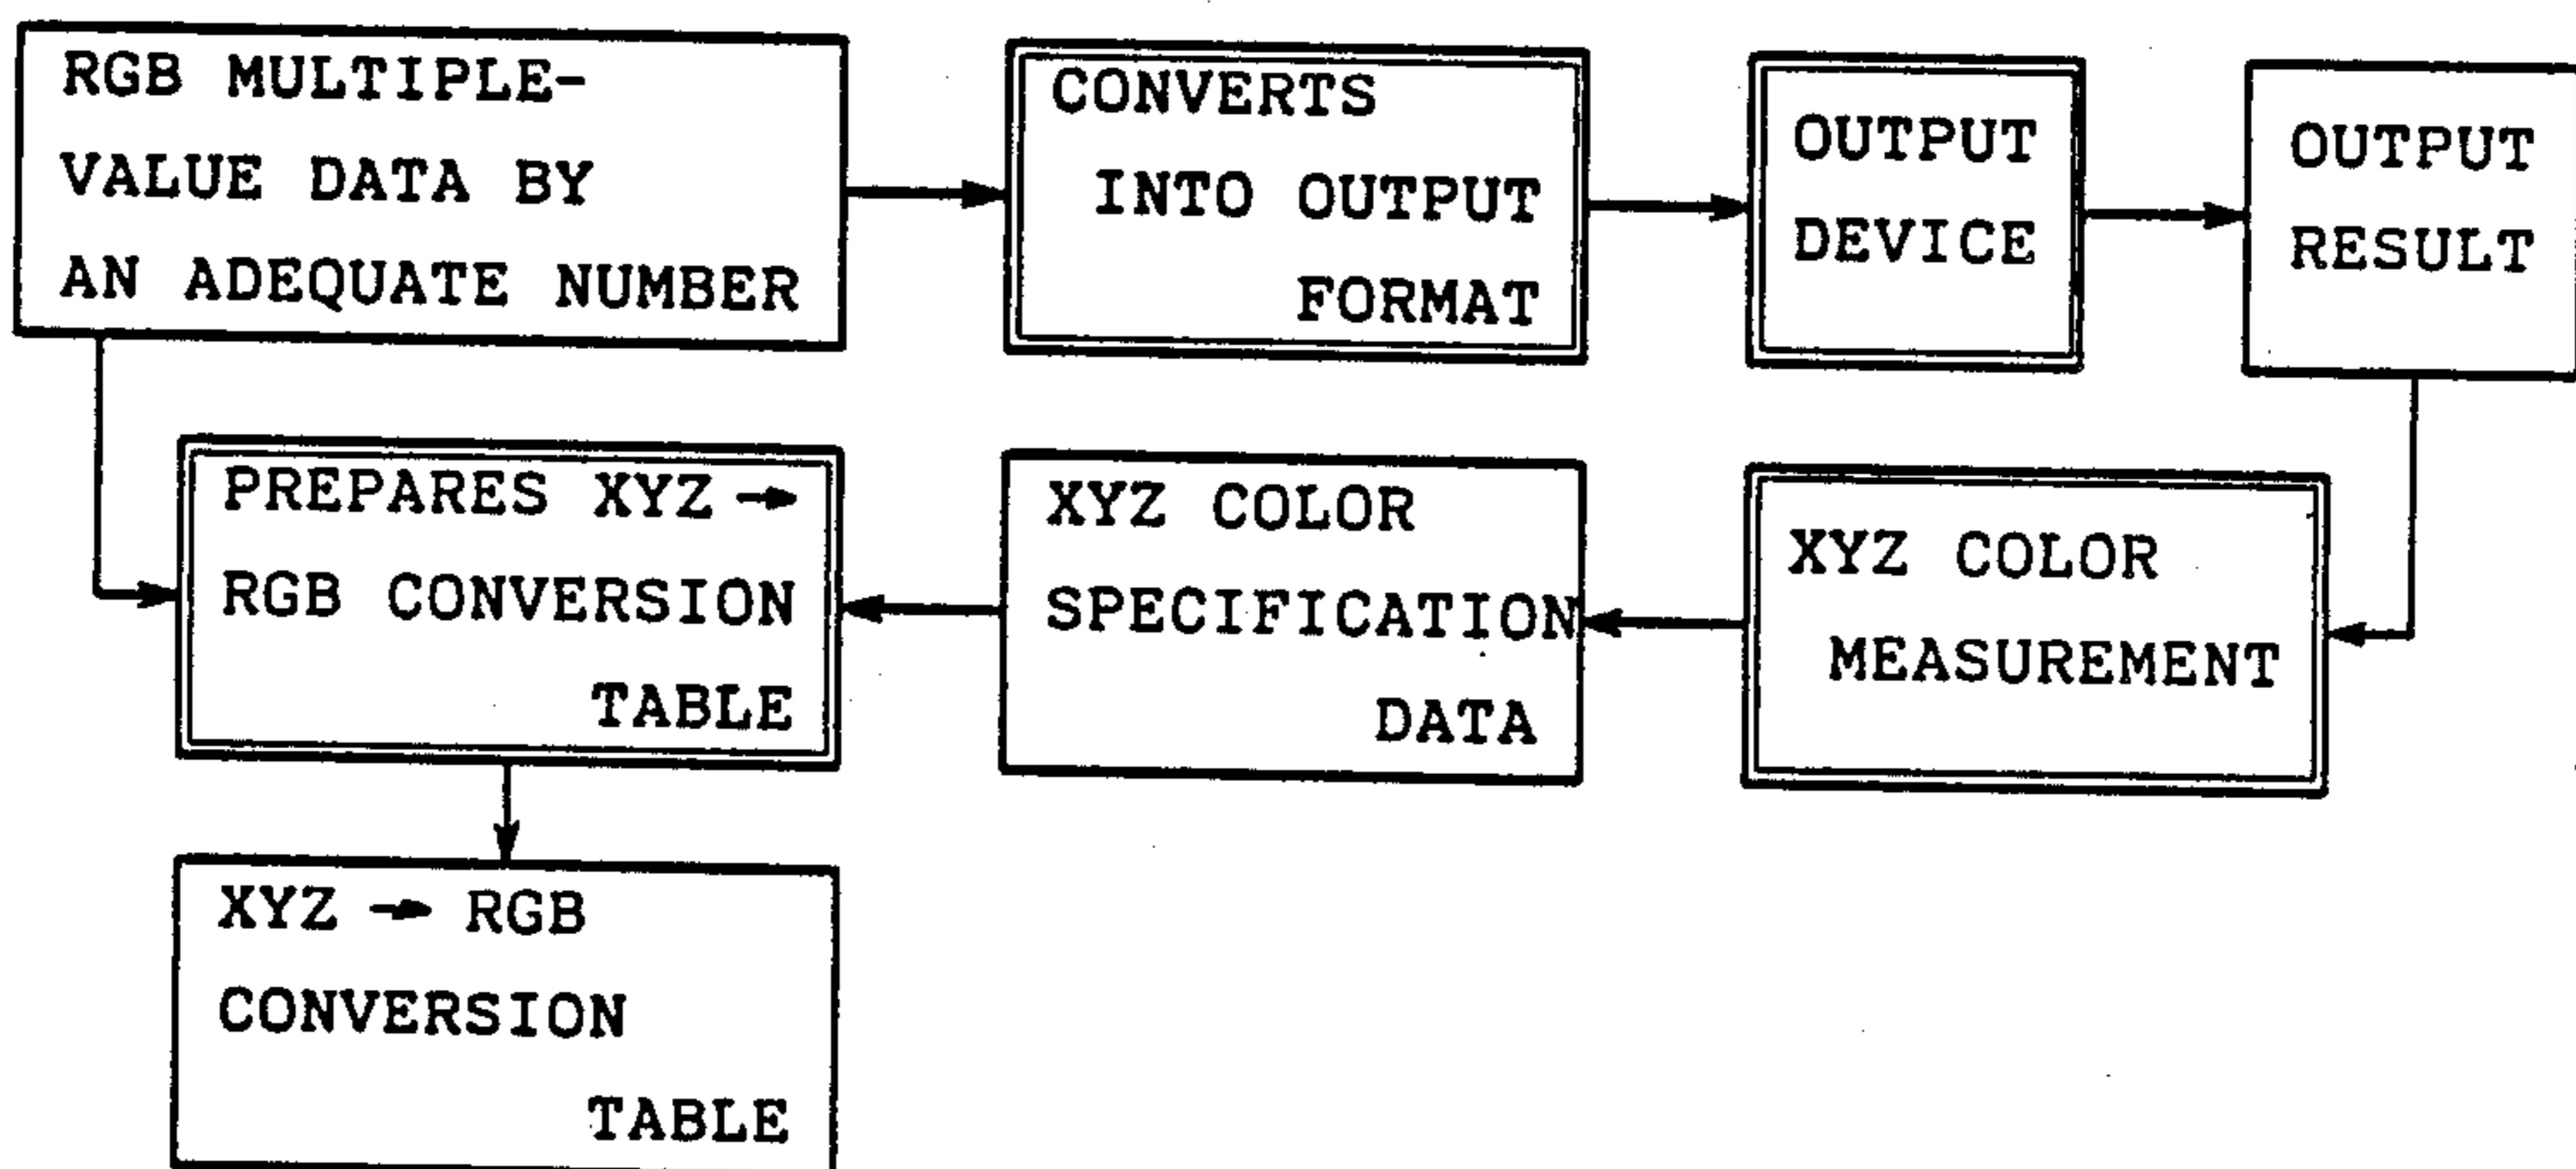 RGB MULTIPLE-
VALUE DATA BY
AN ADEQUATE NUMBER
CONVERTS
INTO OUTPUT
FORMAT
OUTPUT
DEVICE
OUTPUT
RESULT
XYZ COLOR
MEASUREMENT
XYZ COLOR
SPECIFICATION
DATA
PREPARES XYZ →
RGB CONVERSION
TABLE
XYZ → RGB
CONVERSION
TABLE